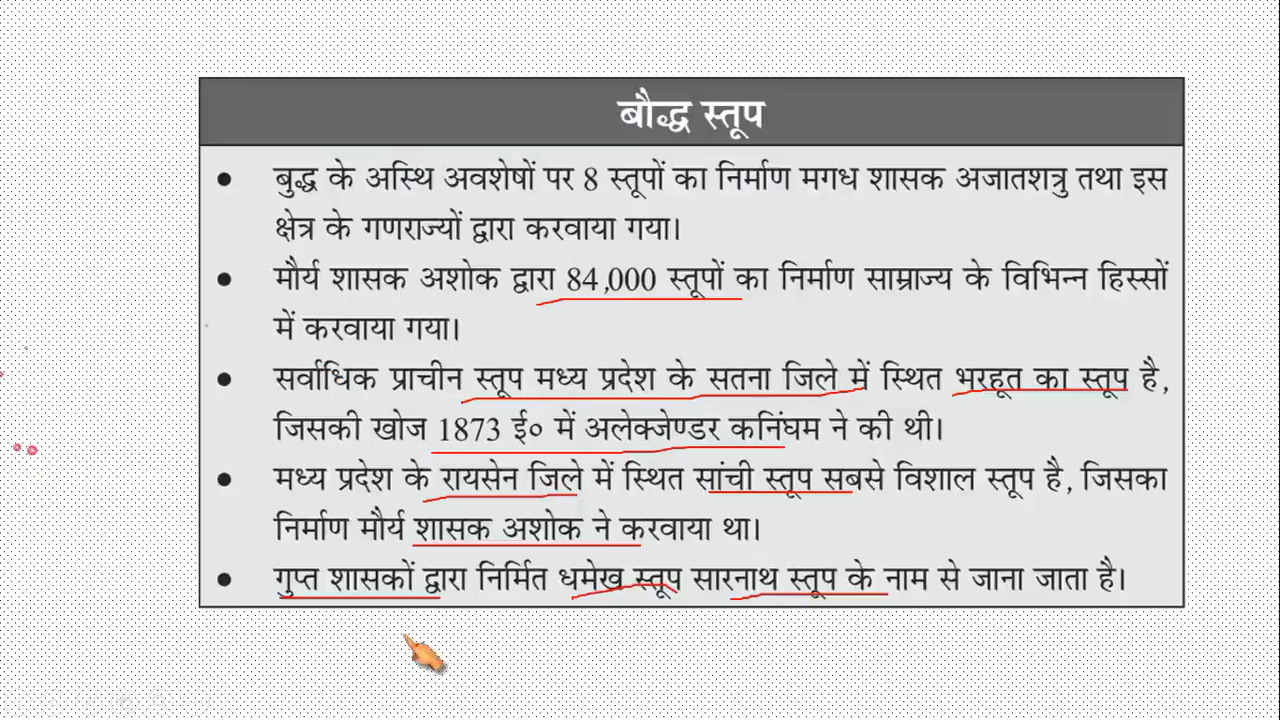 बौद्ध स्तूप
● बुद्ध के अस्थि अवशेषों पर 8 स्तूपों का निर्माण मगध शासक अजातशत्रु तथा इस
क्षेत्र के गणराज्यों द्वारा करवाया गया।
● मौर्य शासक अशोक द्वारा 84,000 स्तूपों का निर्माण साम्राज्य के विभिन्न हिस्सों
में करवाया गया।
● सर्वाधिक प्राचीन स्तूप मध्य प्रदेश के सतना जिले में स्थित भरहूत का स्तूप है,
जिसकी खोज 1873 ई० में अलेक्जेण्डर कनिंघम ने की थी।
● मध्य प्रदेश के रायसेन जिले में स्थित सांची स्तूप सबसे विशाल स्तूप है, जिसका
निर्माण मौर्य शासक अशोक ने करवाया था।
● गुप्त शासकों द्वारा निर्मित धमेख स्तूप सारनाथ स्तूप के नाम से जाना जाता है।